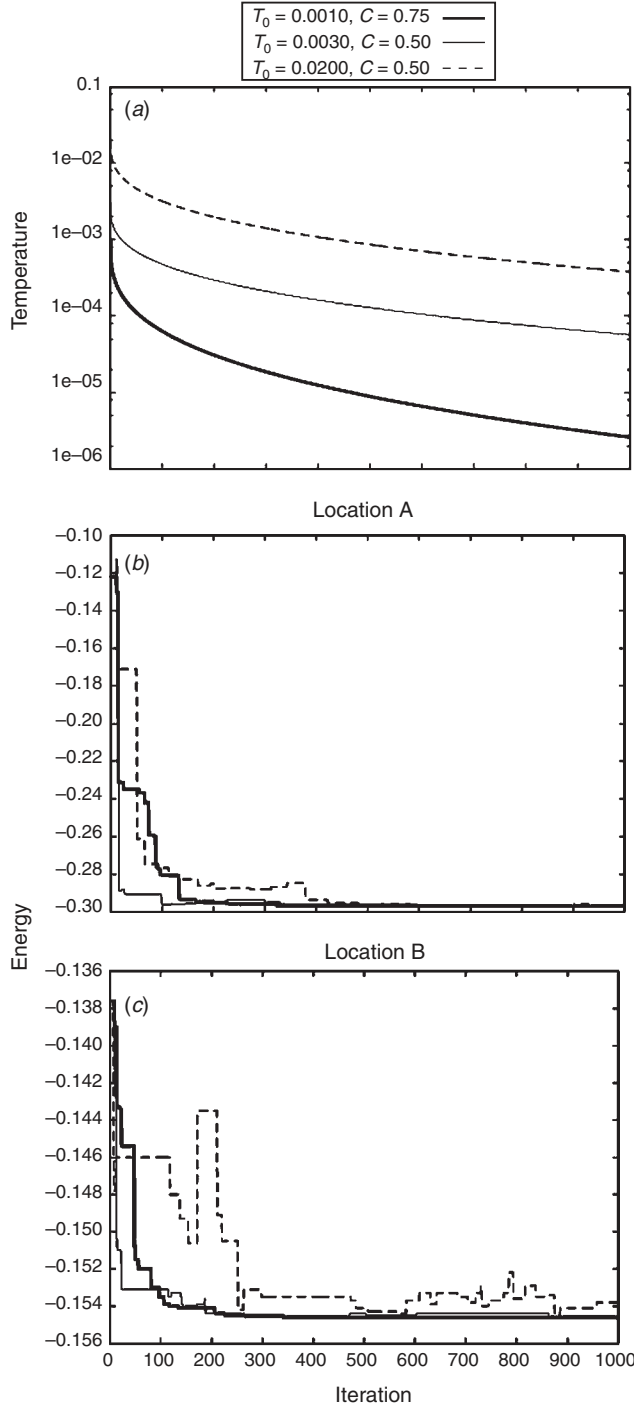 T₀ = 0.0010, C = 0.75
T₀ = 0.0030, C = 0.50
T₀ = 0.0200, C = 0.50
(a)
0.1
1e−02
1e−03
1e−04
1e−05
1e−06
Temperature
Location A
(b)
−0.10
−0.12
−0.14
−0.16
−0.18
−0.20
−0.22
−0.24
−0.26
−0.28
−0.30
Energy
Location B
(c)
−0.136
−0.138
−0.140
−0.142
−0.144
−0.146
−0.148
−0.150
−0.152
−0.154
−0.156
0 100 200 300 400 500 600 700 800 900 1000
Iteration